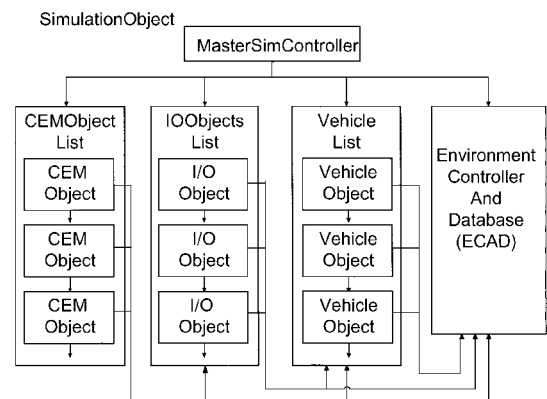 SimulationObject
MasterSimController
CEMObject
List
CEM
Object
CEM
Object
CEM
Object
IOObjects
List
I/O
Object
I/O
Object
I/O
Object
Vehicle
List
Vehicle
Object
Vehicle
Object
Vehicle
Object
Environment
Controller
And
Database
(ECAD)